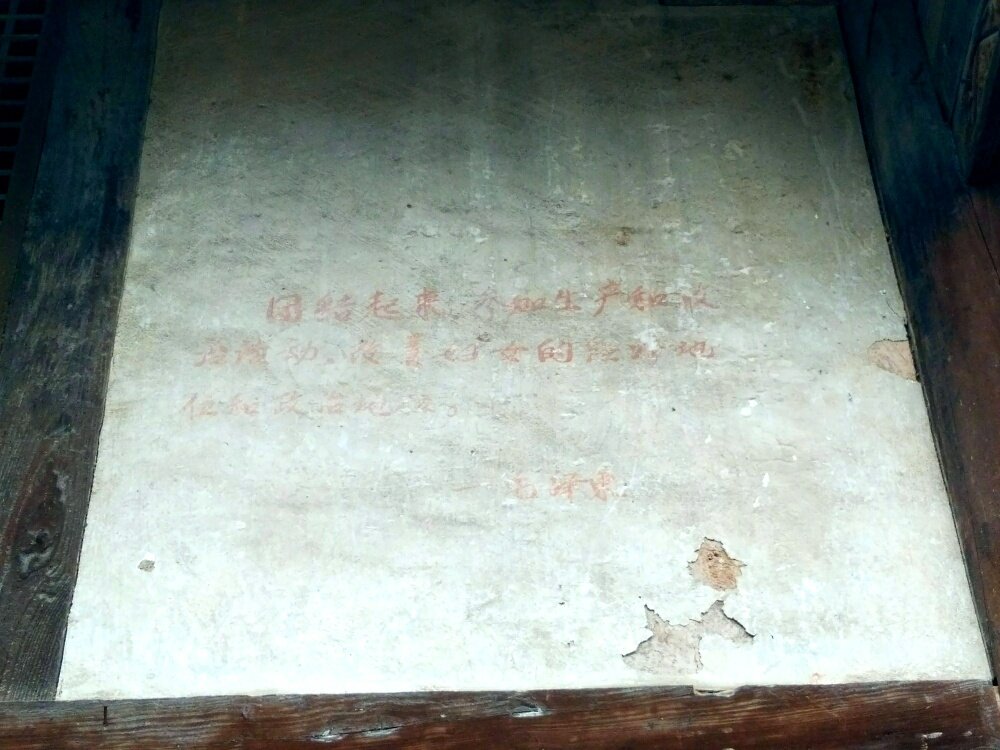 团结起来，参加生产和政
治活动，改善妇女的经济地
位和政治地位。
毛泽东